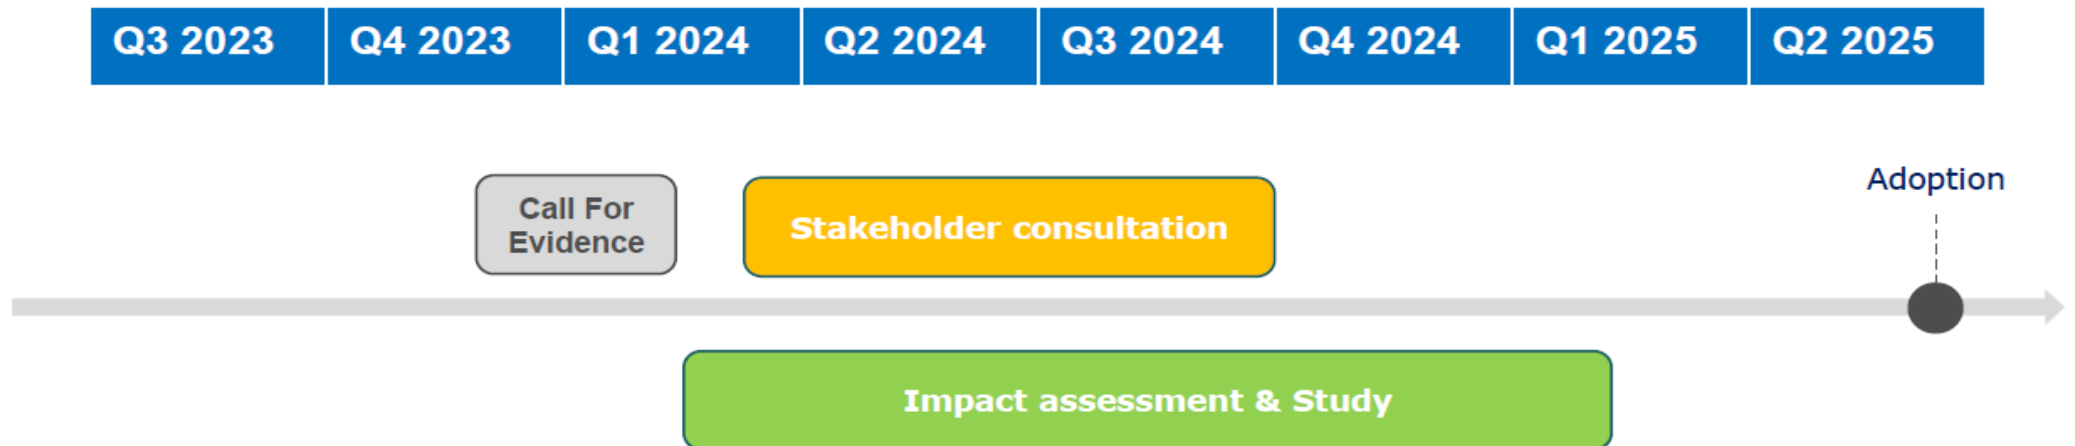 Q3 2023 Q4 2023 Q1 2024 Q2 2024 Q3 2024 Q4 2024 Q1 2025 Q2 2025
Call For
Evidence
Stakeholder consultation
Adoption
Impact assessment & Study